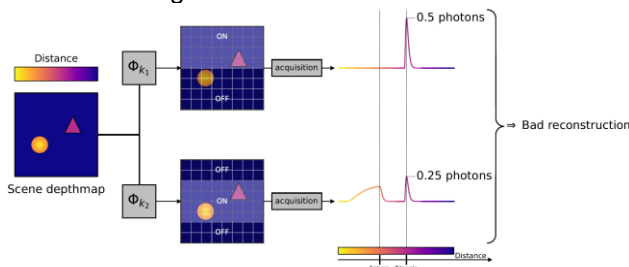 Distance
Scene depthmap
Φk₁
ON
OFF
acquisition
0.5 photons
Φk₂
OFF
ON
OFF
acquisition
0.25 photons
⇒ Bad reconstruction
Distance